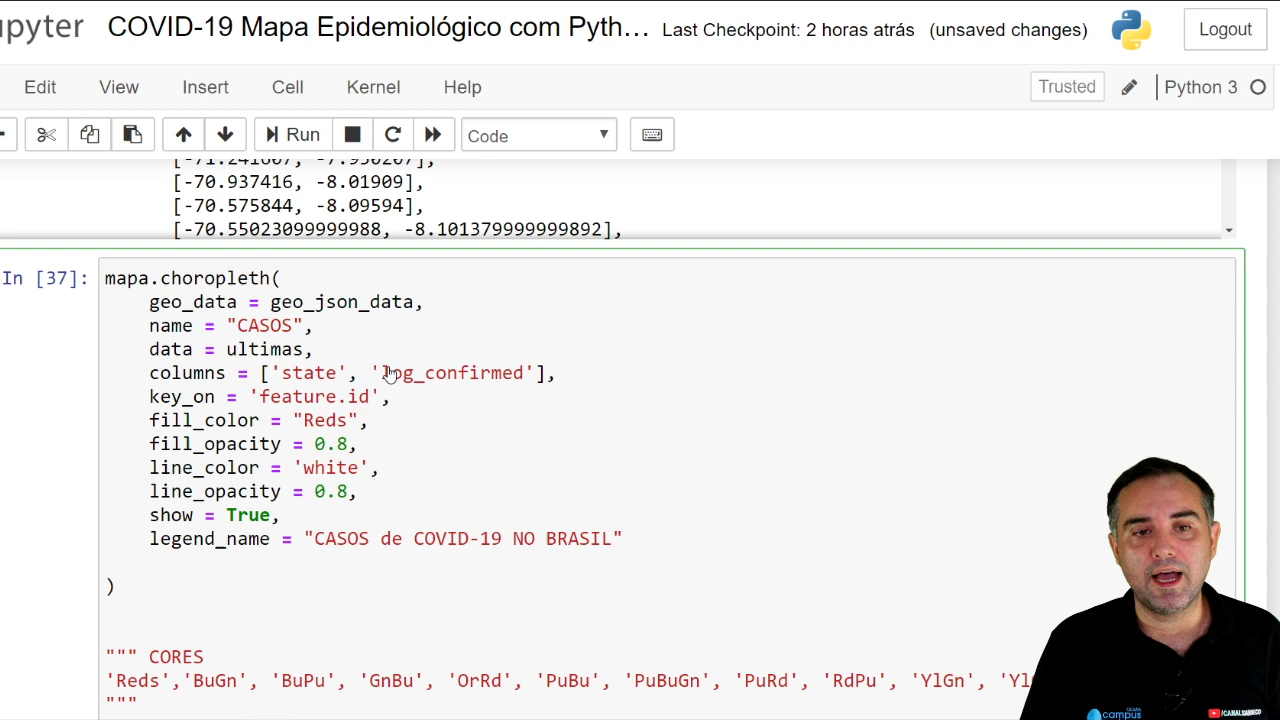 COVID-19 Mapa Epidemiológico com Pyth... Last Checkpoint: 2 horas atrás (unsaved changes) Logout
Edit View Insert Cell Kernel Help Trusted Python 3
Run Code
[-70.937416, -8.01909],
[-70.575844, -8.09594],
[-70.55023099999988, -8.101379999999892],
In [37]: mapa.choropleth(
geo_data = geo_json_data,
name = "CASOS",
data = ultimas,
columns = ['state', 'log_confirmed'],
key_on = 'feature.id',
fill_color = "Reds",
fill_opacity = 0.8,
line_color = 'white',
line_opacity = 0.8,
show = True,
legend_name = "CASOS de COVID-19 NO BRASIL"
)
""" CORES
'Reds','BuGn', 'BuPu', 'GnBu', 'OrRd', 'PuBu', 'PuBuGn', 'PuRd', 'RdPu', 'YlGn',
"""
campus